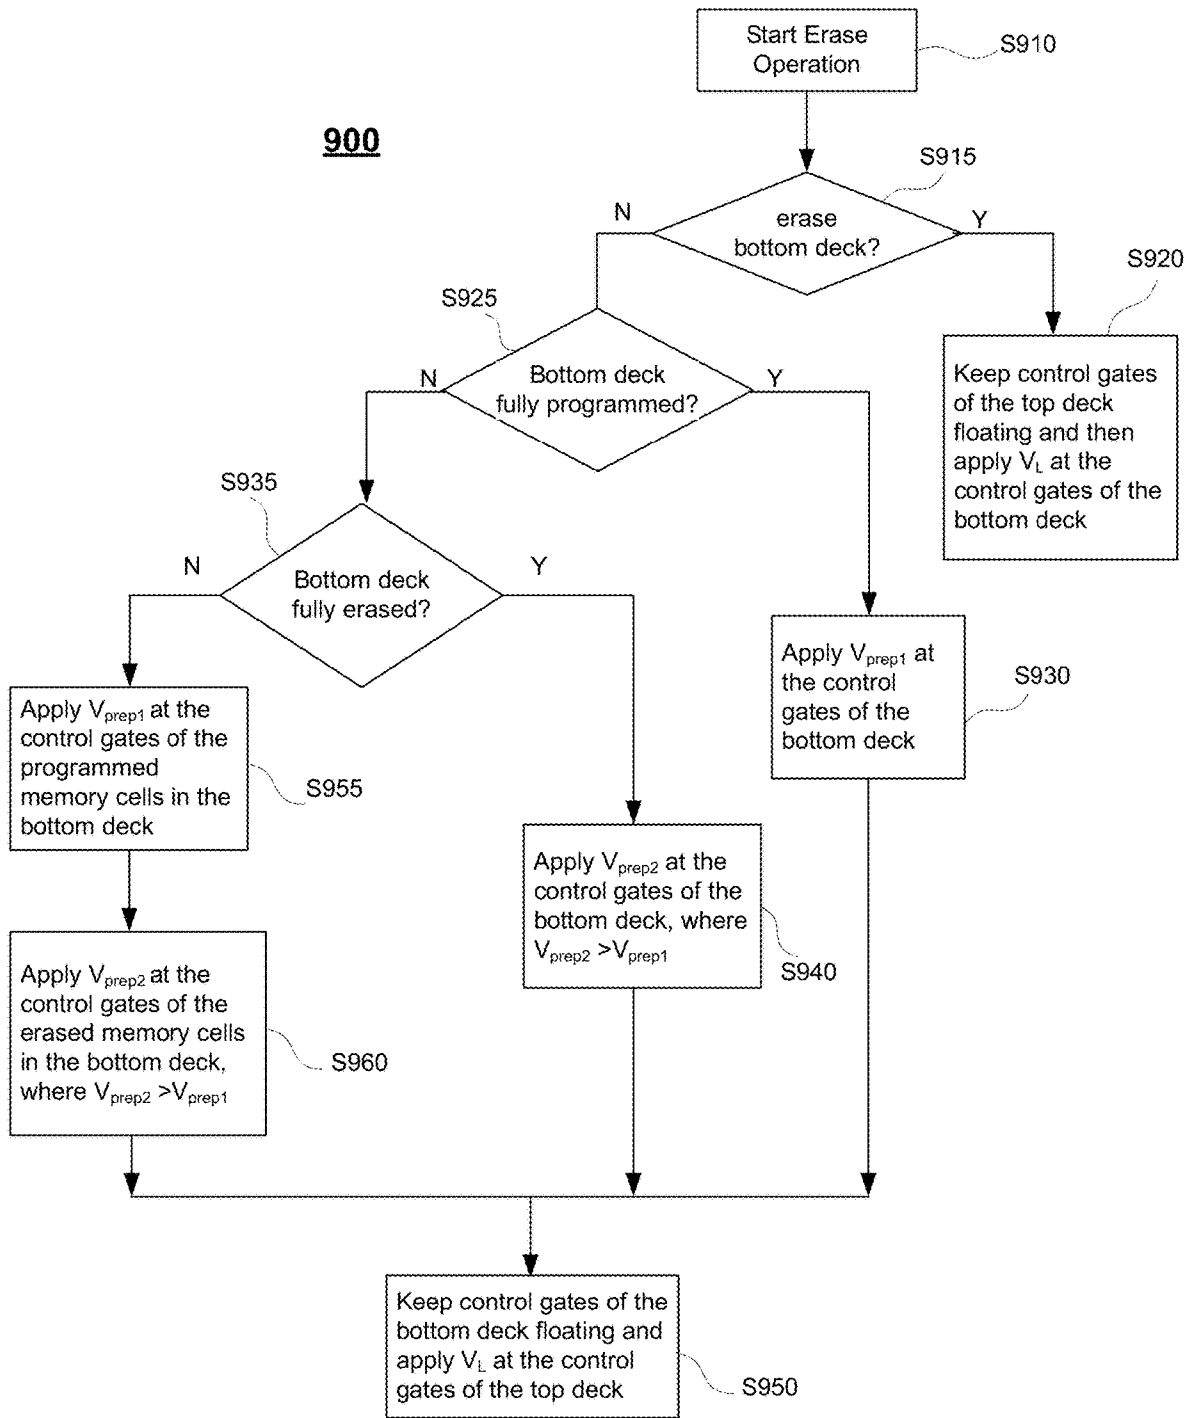 Start Erase
Operation
S910
900
S915
erase
bottom deck?
N
Y
S920
S925
Keep control gates
of the top deck
floating and then
apply VL at the
control gates of the
bottom deck
Bottom deck
fully programmed?
N
Y
S935
Bottom deck
fully erased?
N
Y
Apply Vprep1 at
the control
gates of the
bottom deck
S930
Apply Vprep1 at the
control gates of the
programmed
memory cells in the
bottom deck
S955
Apply Vprep2 at the
control gates of the
bottom deck, where
Vprep2 >Vprep1
S940
Apply Vprep2 at the
control gates of the
erased memory cells
in the bottom deck,
where Vprep2 >Vprep1
S960
Keep control gates of the
bottom deck floating and
apply VL at the control
gates of the top deck
S950